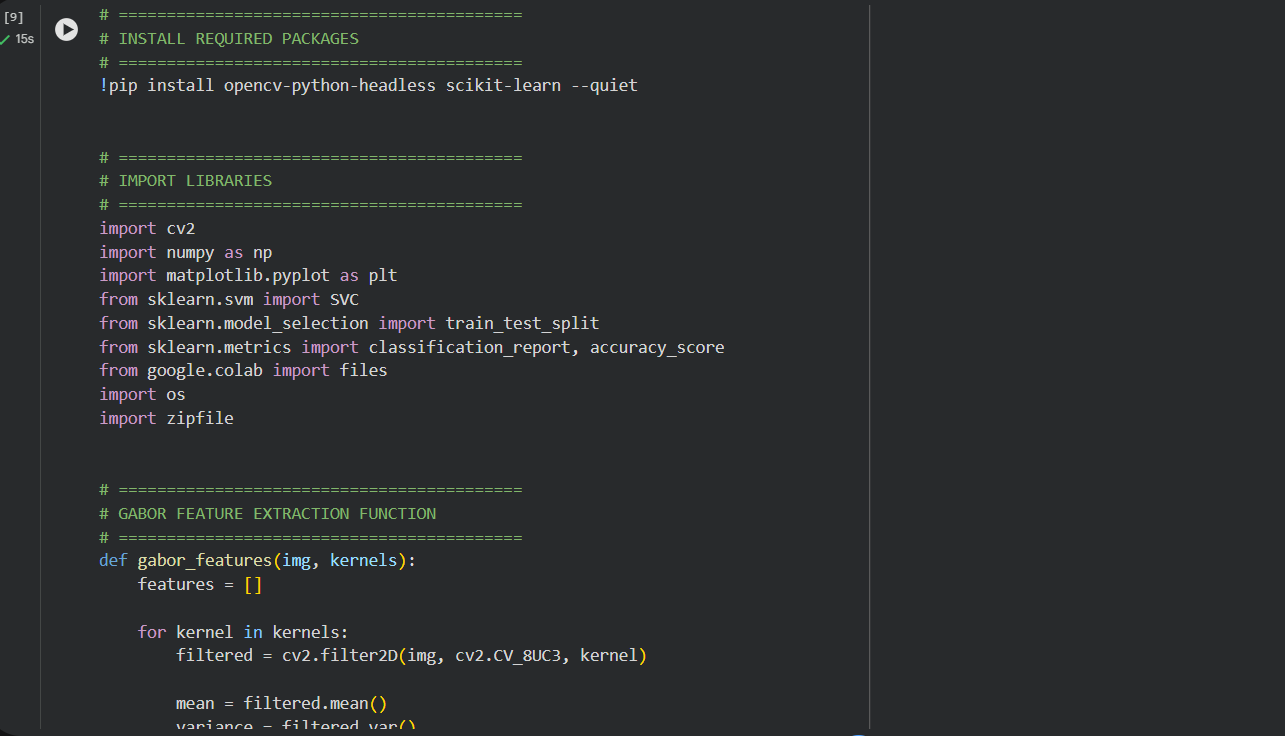 [9]
15s
# ==========================================
# INSTALL REQUIRED PACKAGES
# ==========================================
!pip install opencv-python-headless scikit-learn --quiet
# ==========================================
# IMPORT LIBRARIES
# ==========================================
import cv2
import numpy as np
import matplotlib.pyplot as plt
from sklearn.svm import SVC
from sklearn.model_selection import train_test_split
from sklearn.metrics import classification_report, accuracy_score
from google.colab import files
import os
import zipfile
# ==========================================
# GABOR FEATURE EXTRACTION FUNCTION
# ==========================================
def gabor_features(img, kernels):
    features = []
    for kernel in kernels:
        filtered = cv2.filter2D(img, cv2.CV_8UC3, kernel)
        mean = filtered.mean()
        variance = filtered.var()